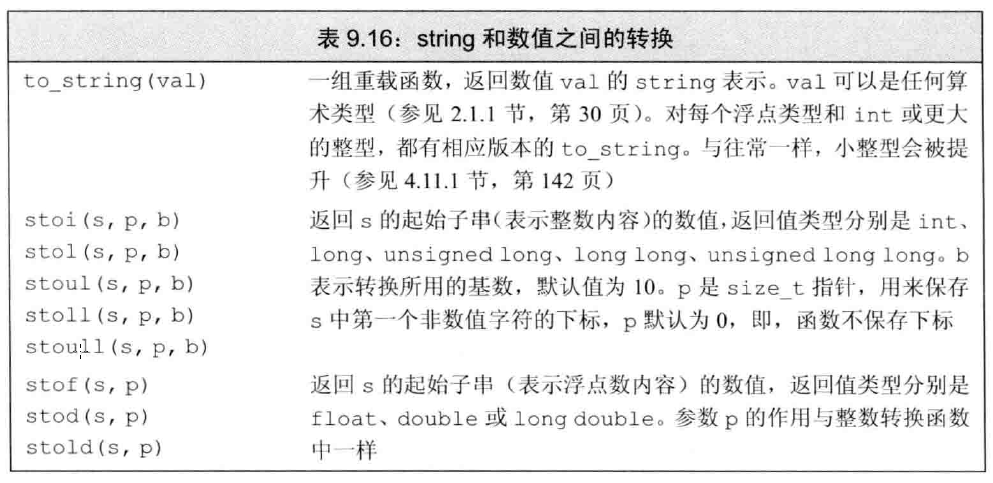 表 9.16：string 和数值之间的转换
to_string(val) 一组重载函数，返回数值 val 的 string 表示。val 可以是任何算
术类型（参见 2.1.1 节，第 30 页）。对每个浮点类型和 int 或更大
的整型，都有相应版本的 to_string。与往常一样，小整型会被提
升（参见 4.11.1 节，第 142 页）
stoi(s, p, b) 返回 s 的起始子串（表示整数内容）的数值，返回值类型分别是 int、
stol(s, p, b) long、unsigned long、long long、unsigned long long。b
stoul(s, p, b) 表示转换所用的基数，默认值为 10。p 是 size_t 指针，用来保存
stoll(s, p, b) s 中第一个非数值字符的下标，p 默认为 0，即，函数不保存下标
stoull(s, p, b)
stof(s, p) 返回 s 的起始子串（表示浮点数内容）的数值，返回值类型分别是
stod(s, p) float、double 或 long double。参数 p 的作用与整数转换函数
stold(s, p) 中一样